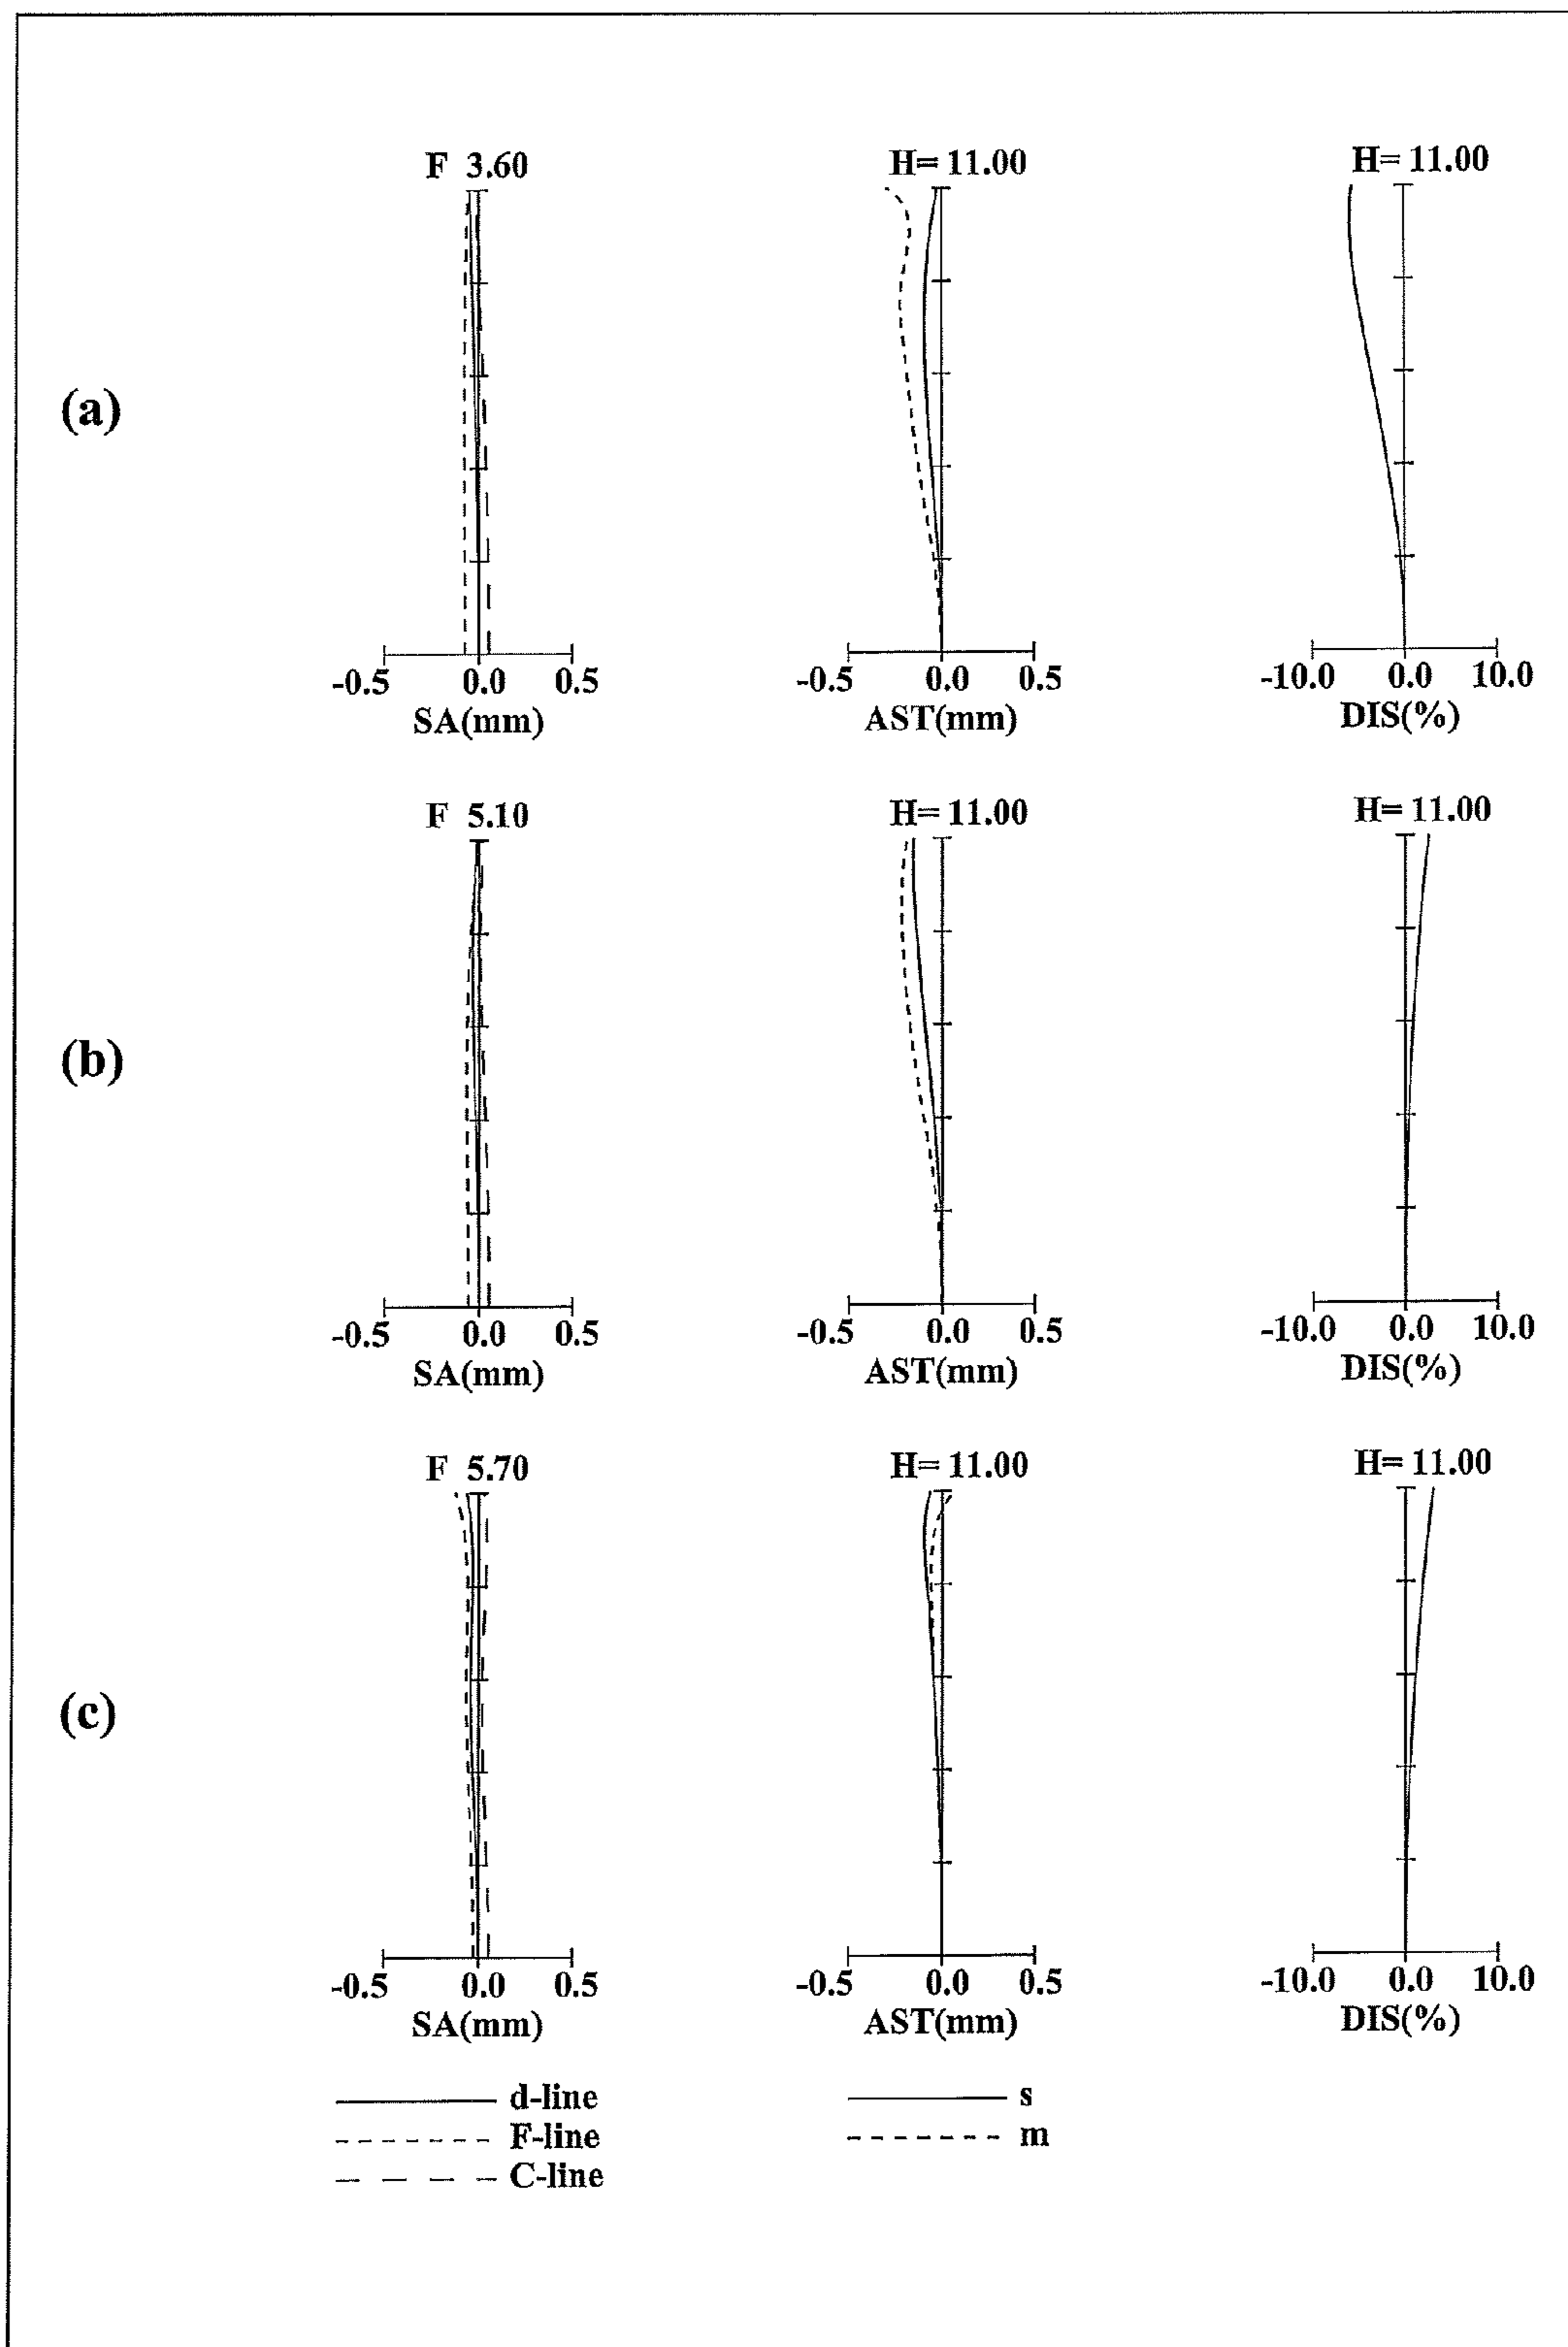 F 3.60 H= 11.00 H= 11.00
(a)
-0.5 0.0 0.5 -0.5 0.0 0.5 -10.0 0.0 10.0
SA(mm) AST(mm) DIS(%)
F 5.10 H= 11.00 H= 11.00
(b)
-0.5 0.0 0.5 -0.5 0.0 0.5 -10.0 0.0 10.0
SA(mm) AST(mm) DIS(%)
F 5.70 H= 11.00 H= 11.00
(c)
-0.5 0.0 0.5 -0.5 0.0 0.5 -10.0 0.0 10.0
SA(mm) AST(mm) DIS(%)
d-line s
F-line m
C-line